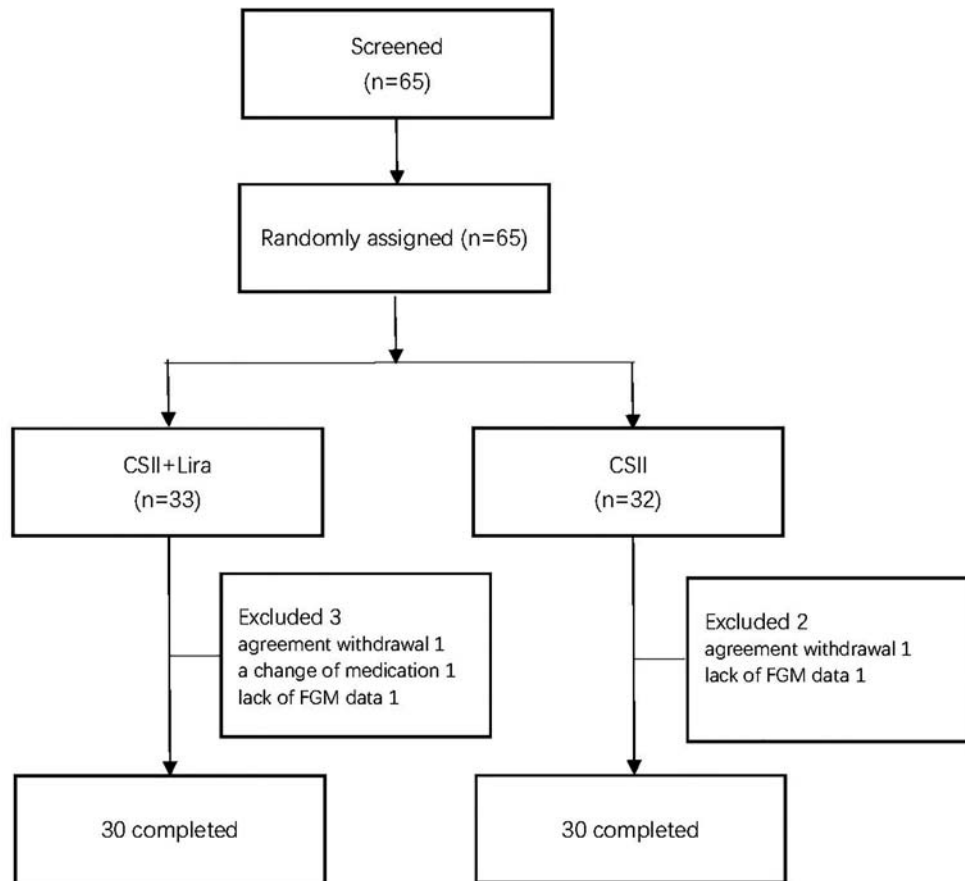 Screened
(n=65)
Randomly assigned (n=65)
CSII+Lira
(n=33)
CSII
(n=32)
Excluded 3
agreement withdrawal 1
a change of medication 1
lack of FGM data 1
Excluded 2
agreement withdrawal 1
lack of FGM data 1
30 completed
30 completed